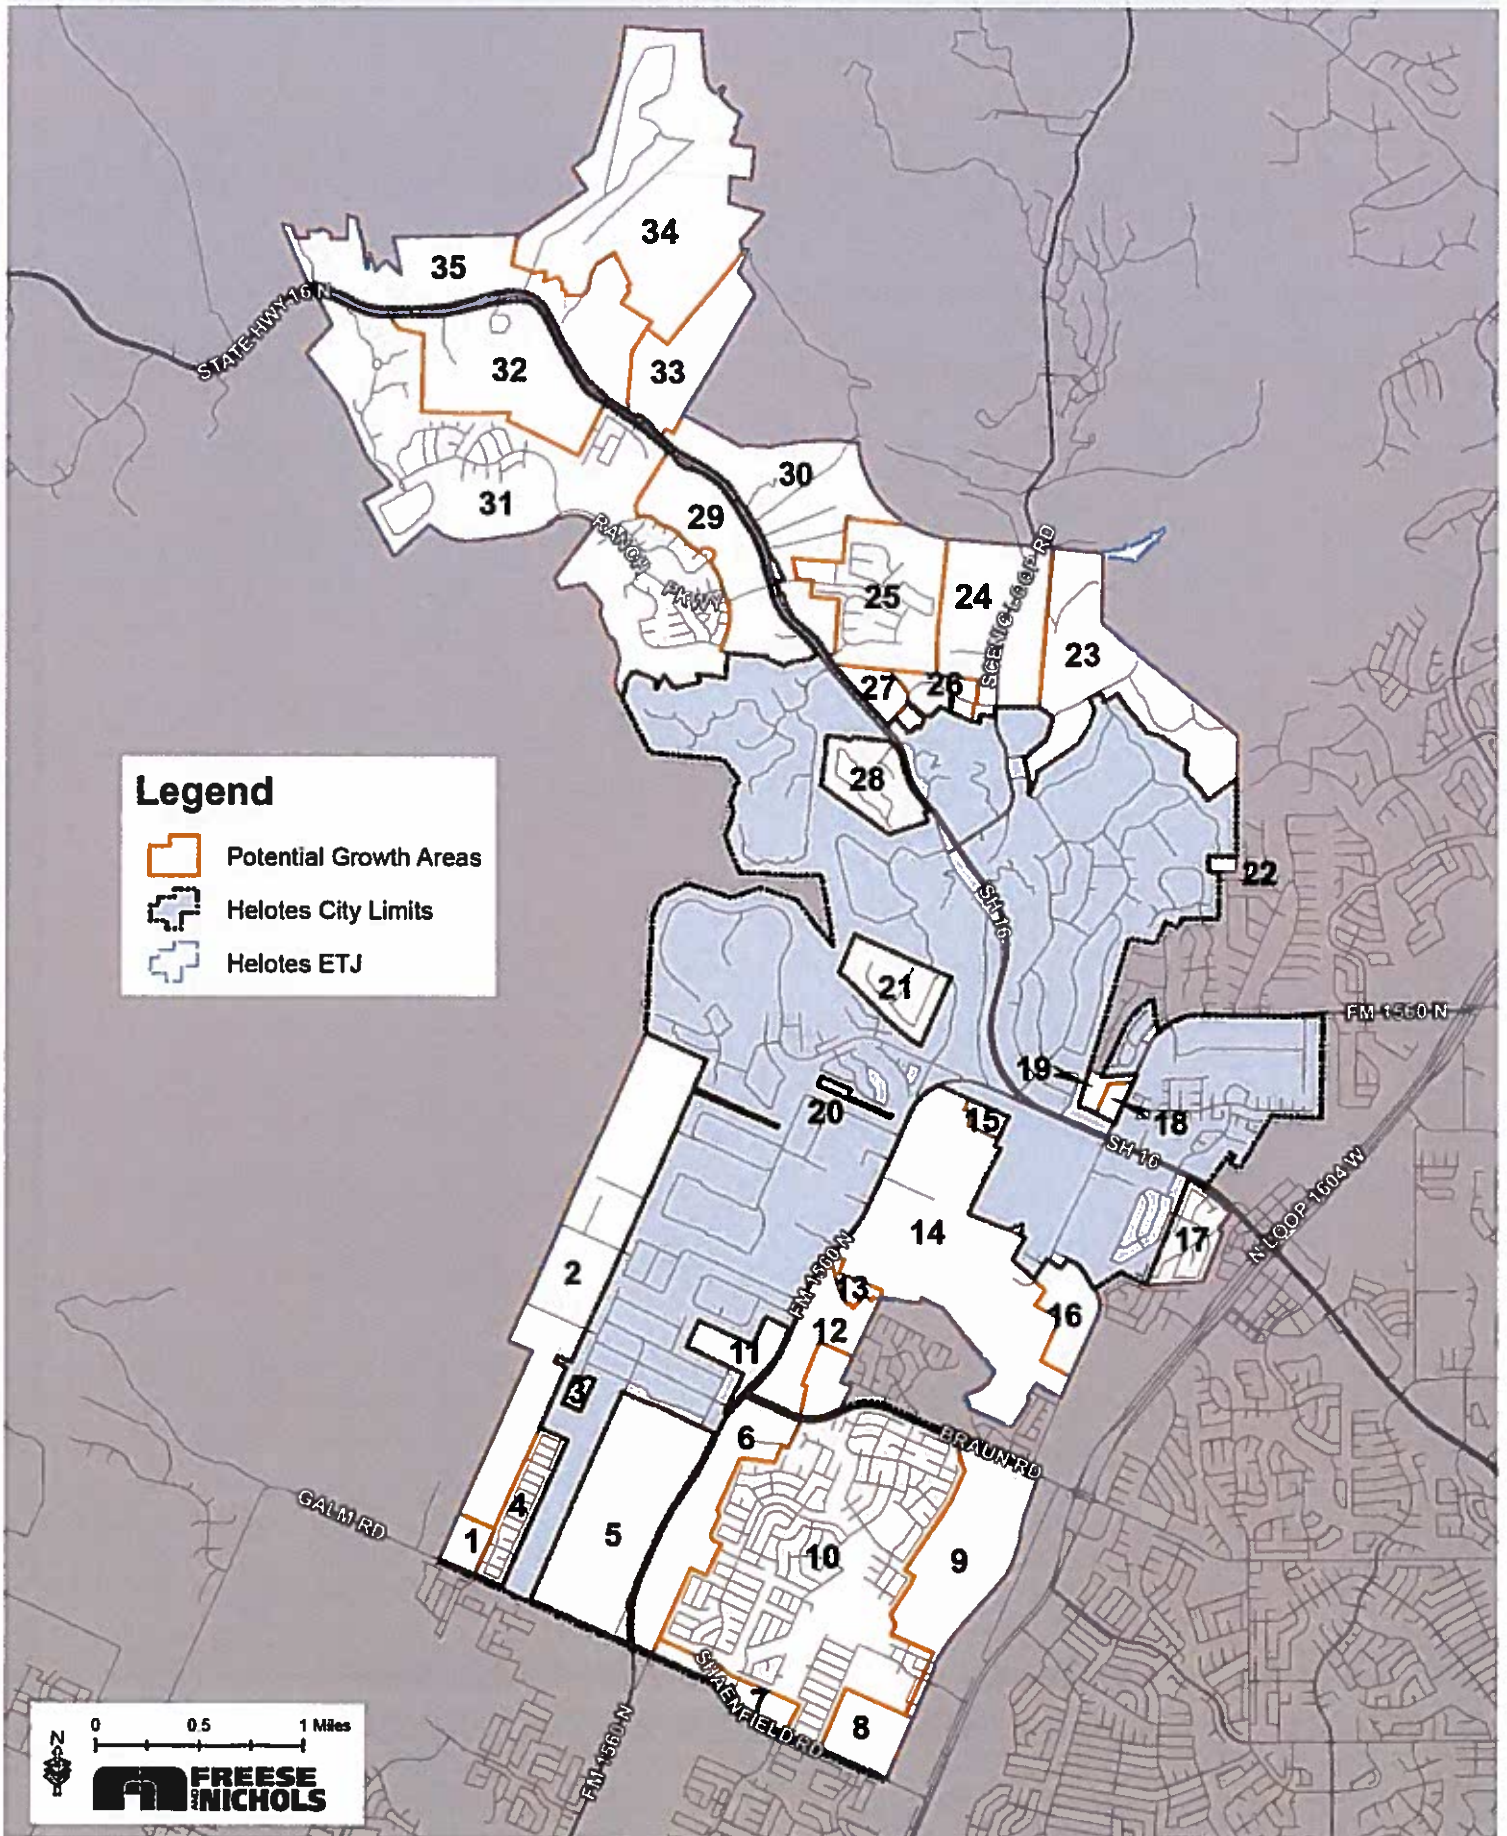 34
35
STATE HWY 16 N
32
33
30
31
29
RANCH PKWY
25
24
SCENIC LOOP RD
23
27
26
28
Legend
Potential Growth Areas
Helotes City Limits
Helotes ETJ
22
SH 16
21
FM 1560 N
19
18
20
15
SH 16
N LOOP 1604 W
14
17
2
FM 1560 N
13
12
16
11
3
6
BRAUN RD
GALM RD
4
5
1
10
9
SHAENFIELD RD
7
8
FM 1560 N
0 0.5 1 Miles
N
FREESE
AND NICHOLS